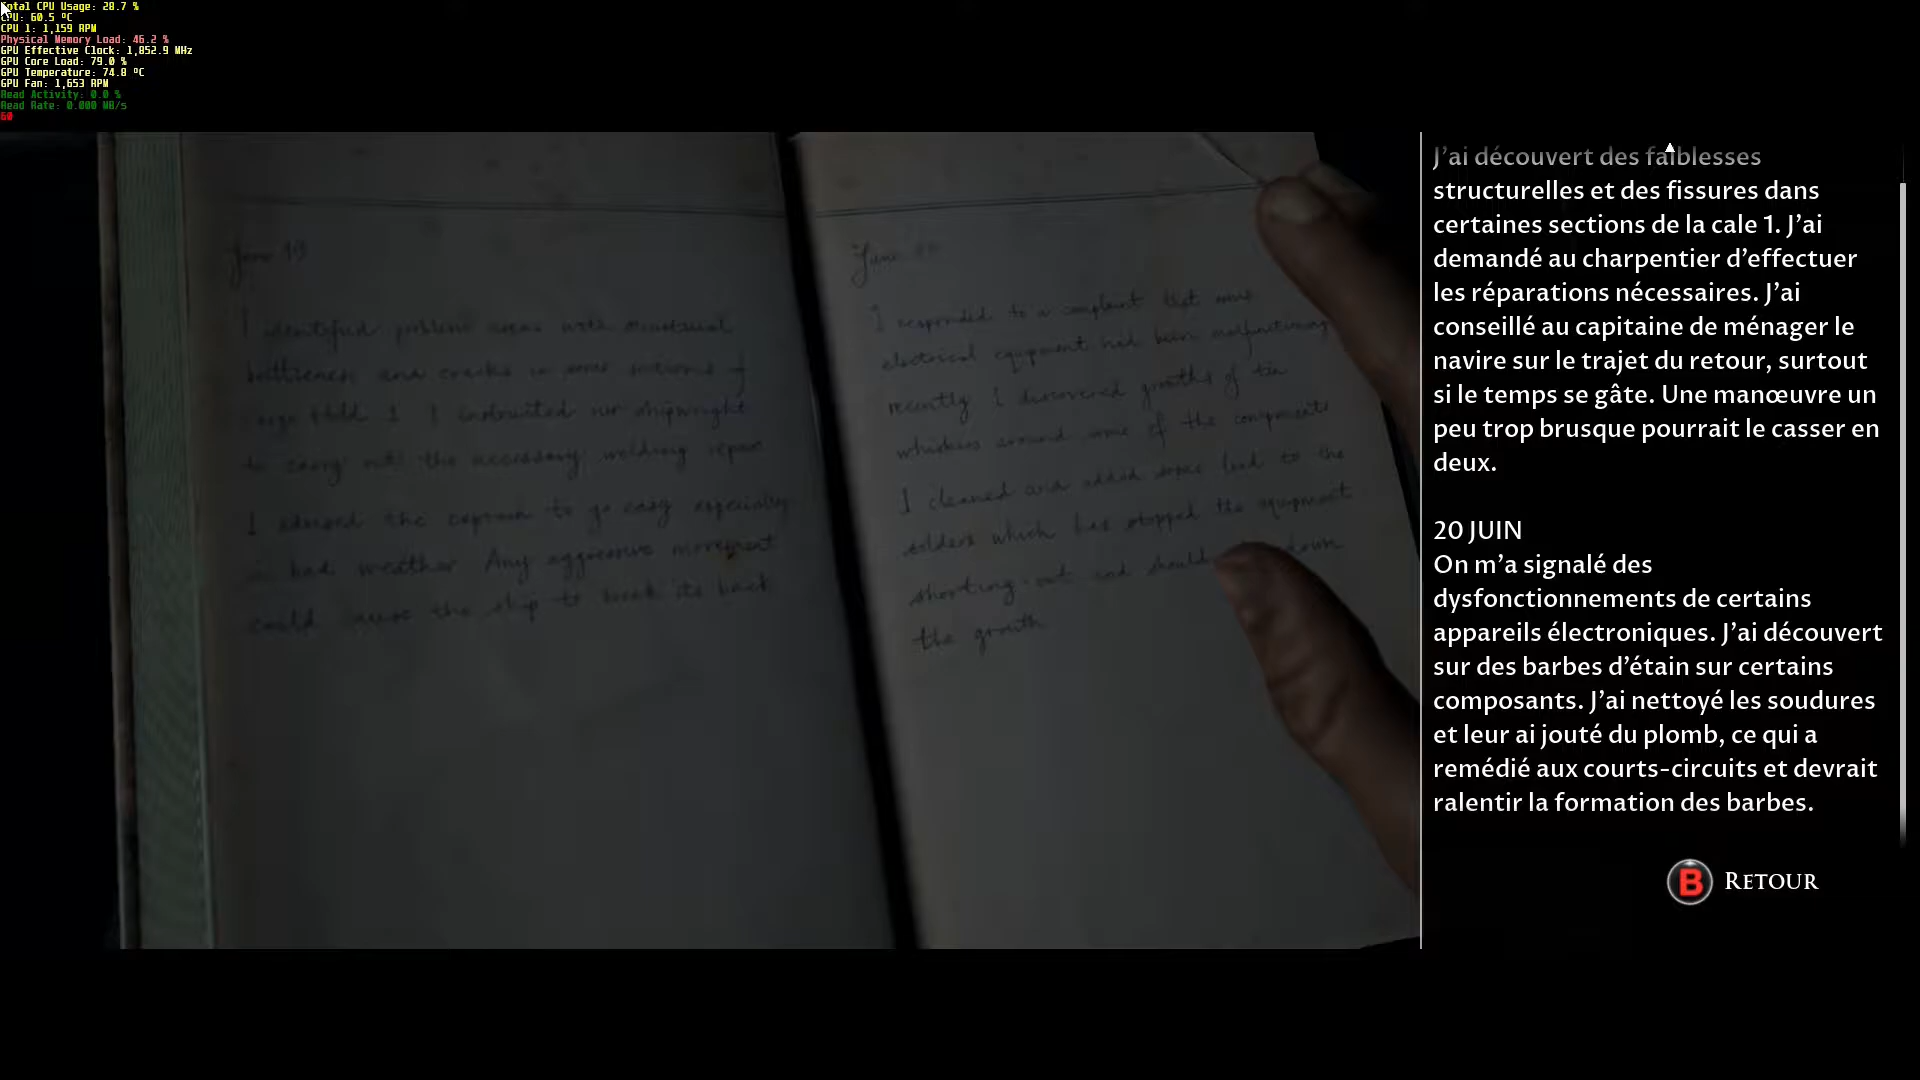 Total CPU Usage: 28.7 %
CPU: 60.5 ºC
CPU 1: 1,159 RPM
Physical Memory Load: 46.2 %
GPU Effective Clock: 1,852.9 MHz
GPU Core Load: 79.0 %
GPU Temperature: 74.8 ºC
GPU Fan: 1,653 RPM
Read Activity: 0.0 %
Read Rate: 0.000 MB/s
60
June 19
I identified problem areas with structural
brittleness and cracks in some sections of
cargo Hold 1. I instructed our shipwright
to carry out the necessary welding repair
I advised the captain to go easy especially
in bad weather Any aggressive movement
could cause the ship to break its back
June
I responded to a complaint that some
electrical equipment had been malfunctioning
recently I discovered growths of tin
whiskers around some of the components
I cleaned and added some lead to the
solders which has stopped the equipment
shorting-out and should down
the growth
J'ai découvert des faiblesses
structurelles et des fissures dans
certaines sections de la cale 1. J'ai
demandé au charpentier d'effectuer
les réparations nécessaires. J'ai
conseillé au capitaine de ménager le
navire sur le trajet du retour, surtout
si le temps se gâte. Une manœuvre un
peu trop brusque pourrait le casser en
deux.
20 JUIN
On m'a signalé des
dysfonctionnements de certains
appareils électroniques. J'ai découvert
sur des barbes d'étain sur certains
composants. J'ai nettoyé les soudures
et leur ai jouté du plomb, ce qui a
remédié aux courts-circuits et devrait
ralentir la formation des barbes.
B RETOUR